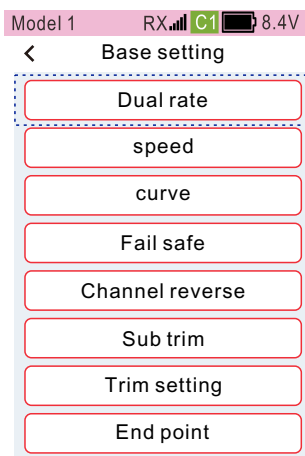 Model 1 RX C1 8.4V
Base setting
Dual rate
speed
curve
Fail safe
Channel reverse
Sub trim
Trim setting
End point